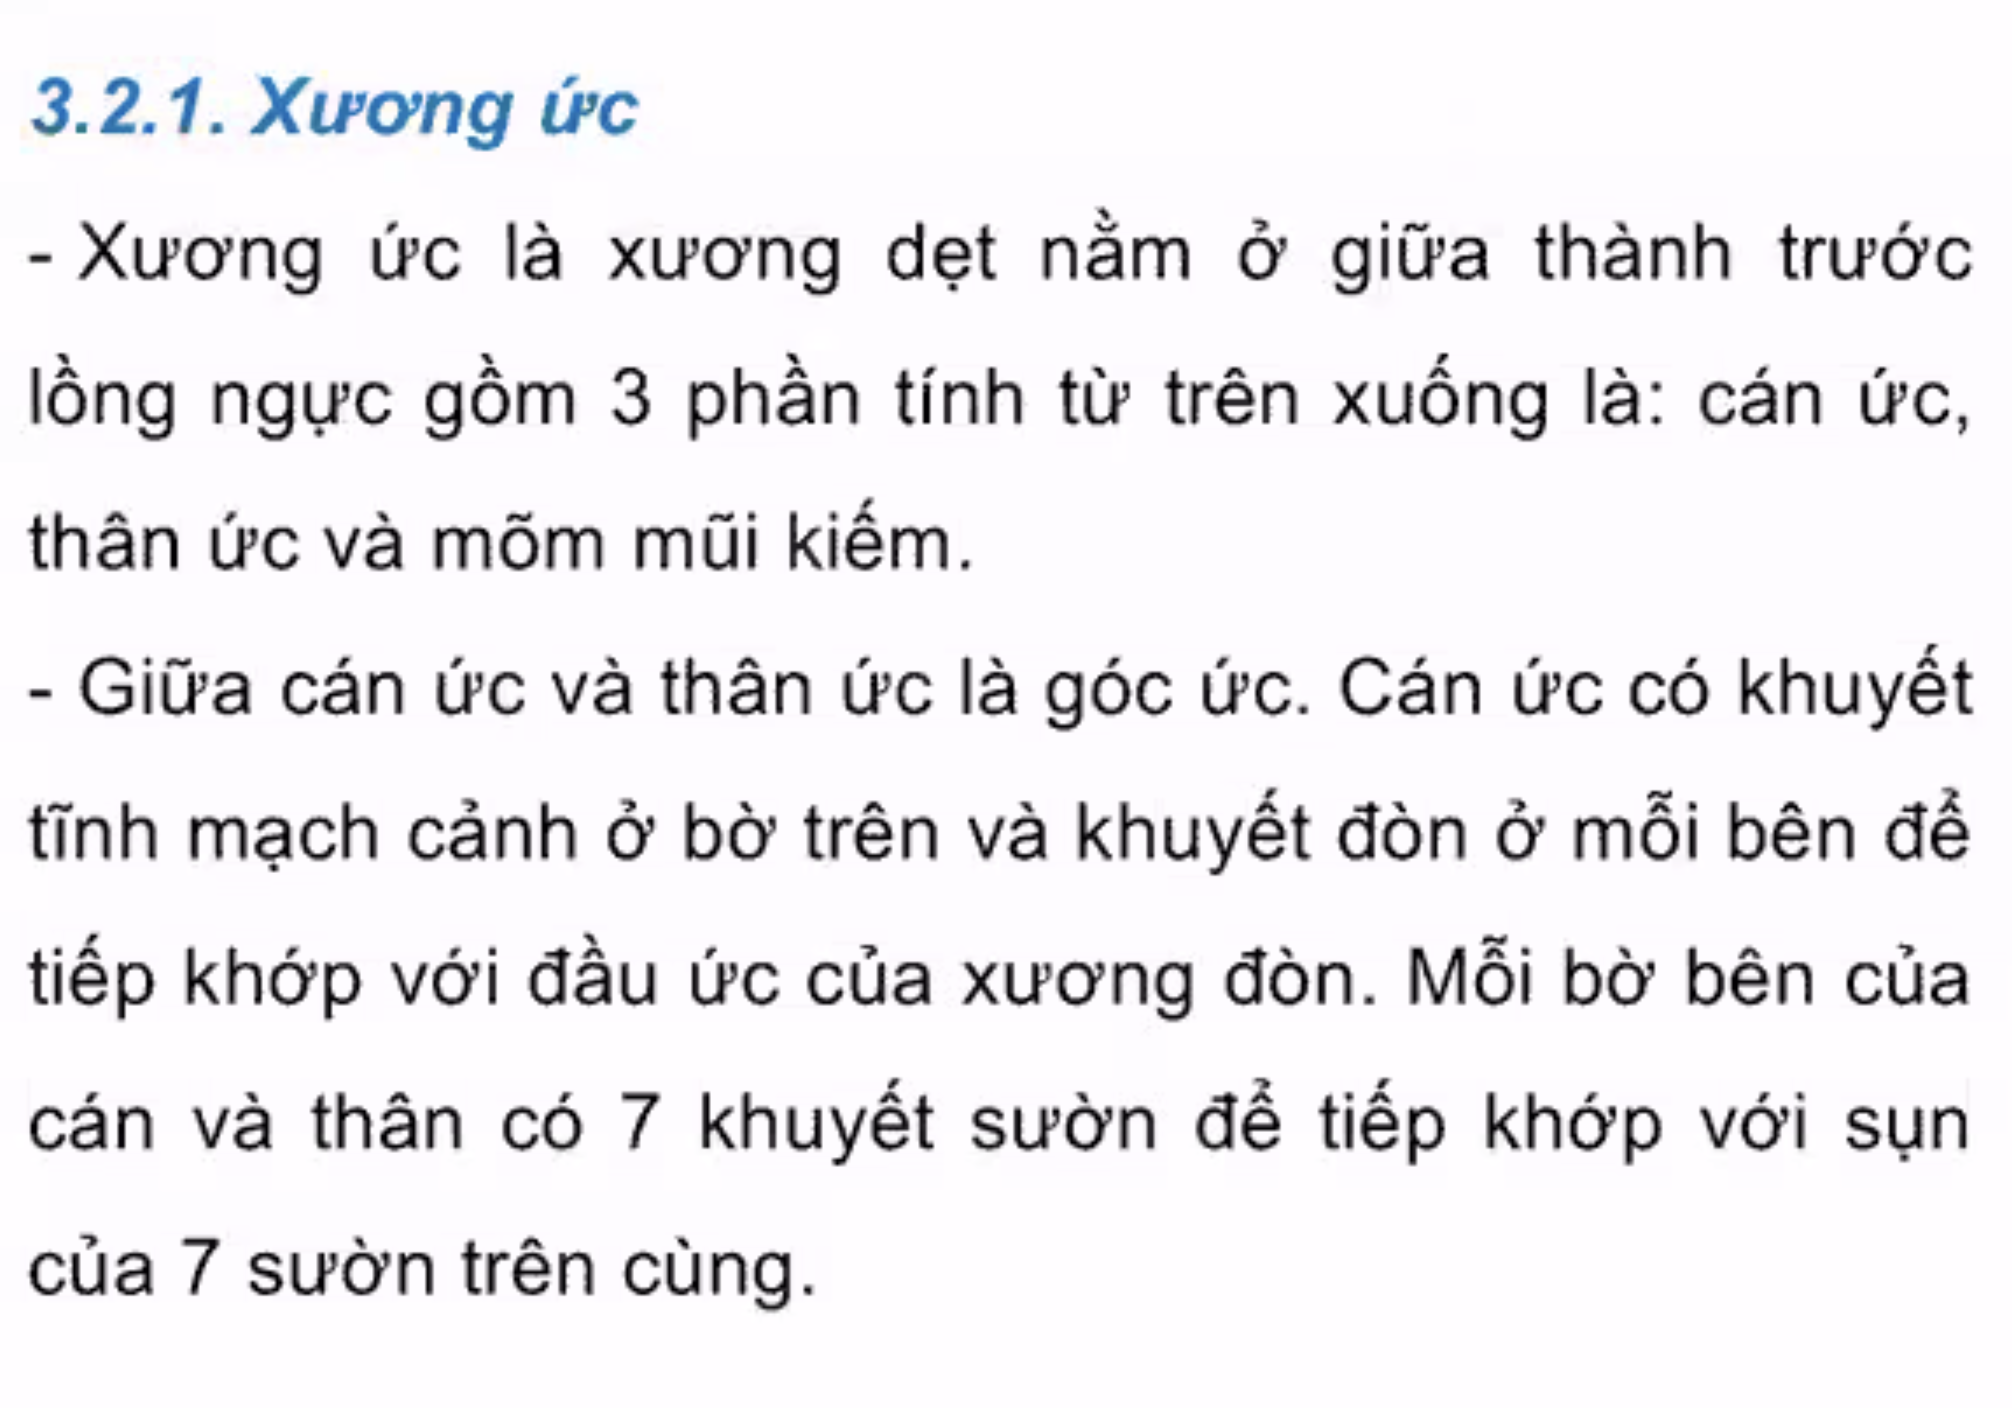 3.2.1. Xương ức
- Xương ức là xương dẹt nằm ở giữa thành trước
lồng ngực gồm 3 phần tính từ trên xuống là: cán ức,
thân ức và mõm mũi kiếm.
- Giữa cán ức và thân ức là góc ức. Cán ức có khuyết
tĩnh mạch cảnh ở bờ trên và khuyết đòn ở mỗi bên để
tiếp khớp với đầu ức của xương đòn. Mỗi bờ bên của
cán và thân có 7 khuyết sườn để tiếp khớp với sụn
của 7 sườn trên cùng.